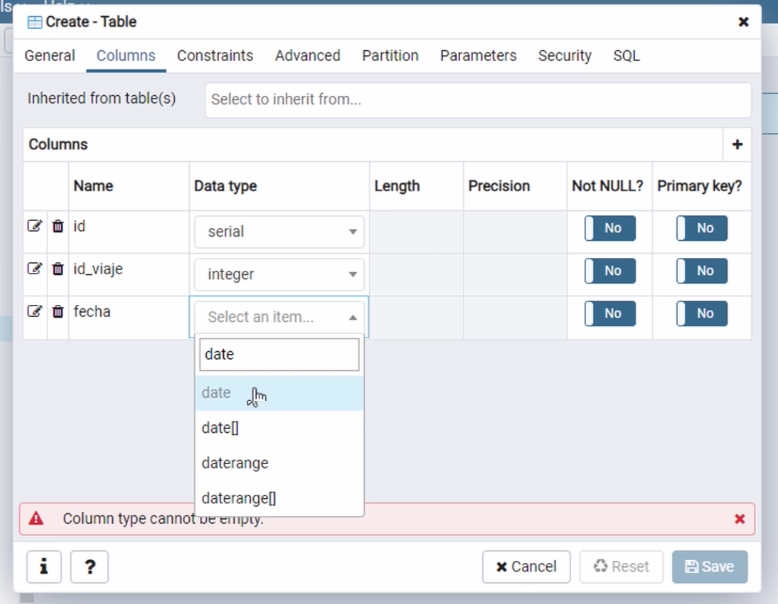 Create - Table
General Columns Constraints Advanced Partition Parameters Security SQL
Inherited from table(s) Select to inherit from...
Columns
Name Data type Length Precision Not NULL? Primary key?
id serial No No
id_viaje integer No No
fecha Select an item... No No
date
date
date[]
daterange
daterange[]
Column type cannot be empty.
Cancel Reset Save